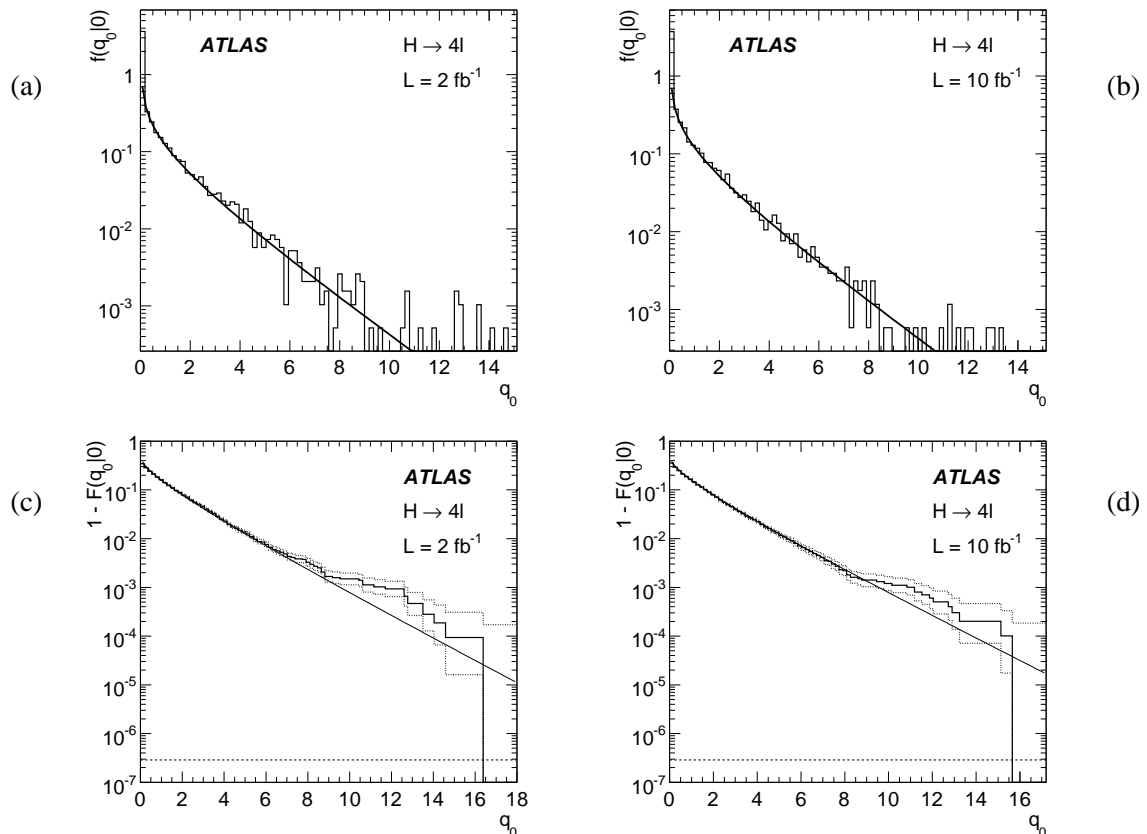 (a)
f(q₀|0)
ATLAS
H → 4l
L = 2 fb⁻¹
1
10⁻¹
10⁻²
10⁻³
0 2 4 6 8 10 12 14
q₀
(b)
f(q₀|0)
ATLAS
H → 4l
L = 10 fb⁻¹
1
10⁻¹
10⁻²
10⁻³
0 2 4 6 8 10 12 14
q₀
(c)
1 - F(q₀|0)
ATLAS
H → 4l
L = 2 fb⁻¹
1
10⁻¹
10⁻²
10⁻³
10⁻⁴
10⁻⁵
10⁻⁶
10⁻⁷
0 2 4 6 8 10 12 14 16 18
q₀
(d)
1 - F(q₀|0)
ATLAS
H → 4l
L = 10 fb⁻¹
1
10⁻¹
10⁻²
10⁻³
10⁻⁴
10⁻⁵
10⁻⁶
10⁻⁷
0 2 4 6 8 10 12 14 16
q₀